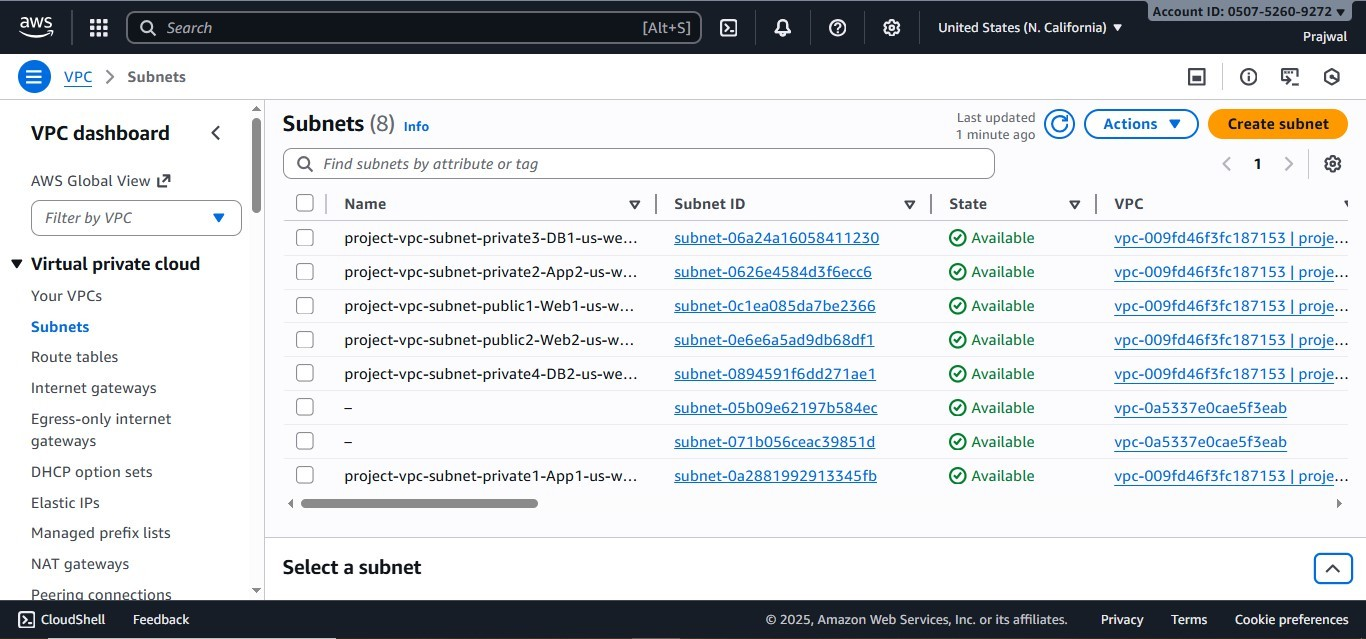 aws
Search [Alt+S]
United States (N. California)
Account ID: 0507-5260-9272
Prajwal
VPC Subnets
VPC dashboard
AWS Global View
Filter by VPC
Virtual private cloud
Your VPCs
Subnets
Route tables
Internet gateways
Egress-only internet
gateways
DHCP option sets
Elastic IPs
Managed prefix lists
NAT gateways
Peering connections
Subnets (8) Info
Last updated
1 minute ago
Actions
Create subnet
Find subnets by attribute or tag
1
Name Subnet ID State VPC
project-vpc-subnet-private3-DB1-us-we... subnet-06a24a16058411230 Available vpc-009fd46f3fc187153 | proje...
project-vpc-subnet-private2-App2-us-w... subnet-0626e4584d3f6ecc6 Available vpc-009fd46f3fc187153 | proje...
project-vpc-subnet-public1-Web1-us-w... subnet-0c1ea085da7be2366 Available vpc-009fd46f3fc187153 | proje...
project-vpc-subnet-public2-Web2-us-w... subnet-0e6e6a5ad9db68df1 Available vpc-009fd46f3fc187153 | proje...
project-vpc-subnet-private4-DB2-us-we... subnet-0894591f6dd271ae1 Available vpc-009fd46f3fc187153 | proje...
– subnet-05b09e62197b584ec Available vpc-0a5337e0cae5f3eab
– subnet-071b056ceac39851d Available vpc-0a5337e0cae5f3eab
project-vpc-subnet-private1-App1-us-w... subnet-0a2881992913345fb Available vpc-009fd46f3fc187153 | proje...
Select a subnet
CloudShell Feedback © 2025, Amazon Web Services, Inc. or its affiliates. Privacy Terms Cookie preferences